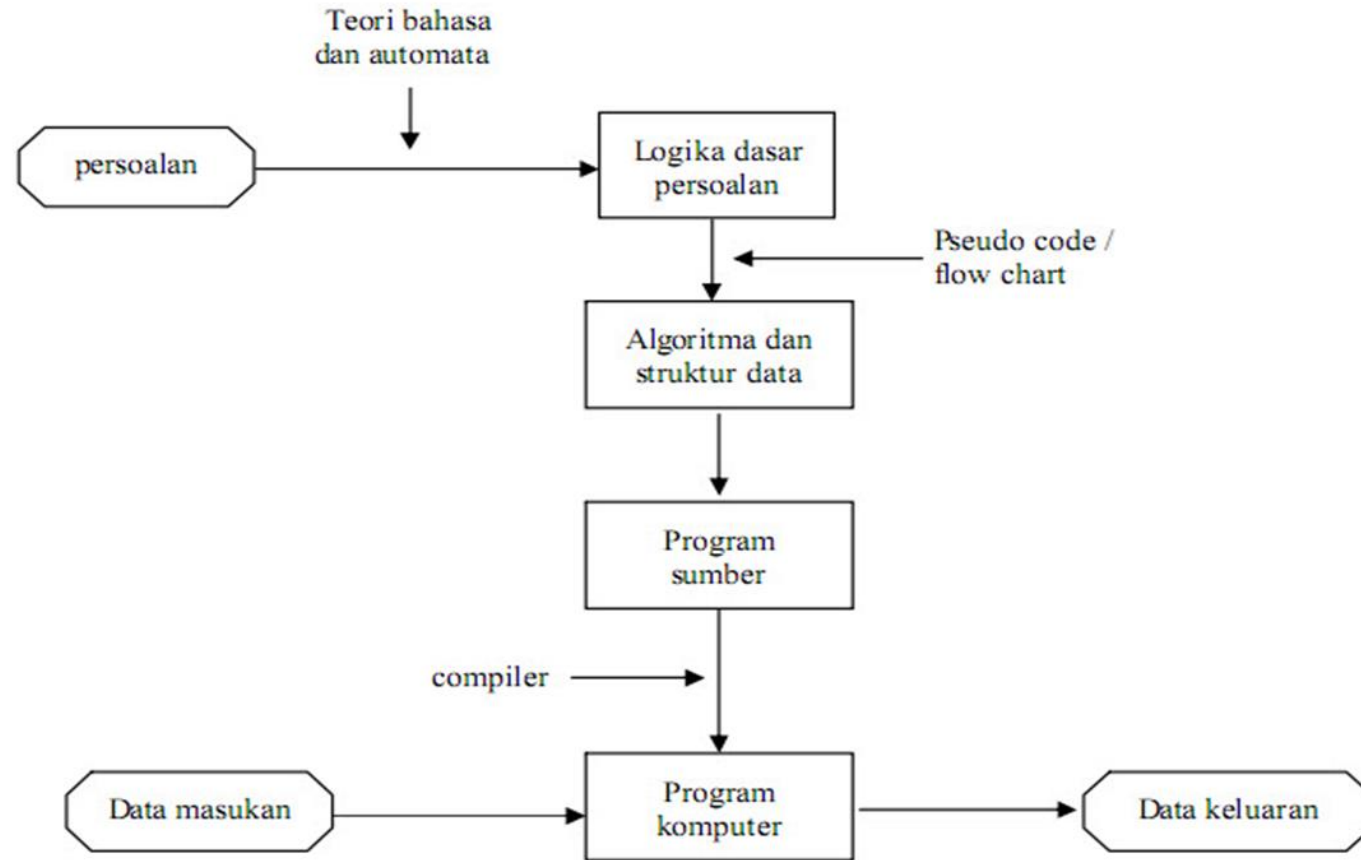 Teori bahasa
dan automata
persoalan
Logika dasar
persoalan
Pseudo code /
flow chart
Algoritma dan
struktur data
Program
sumber
compiler
Data masukan
Program
komputer
Data keluaran